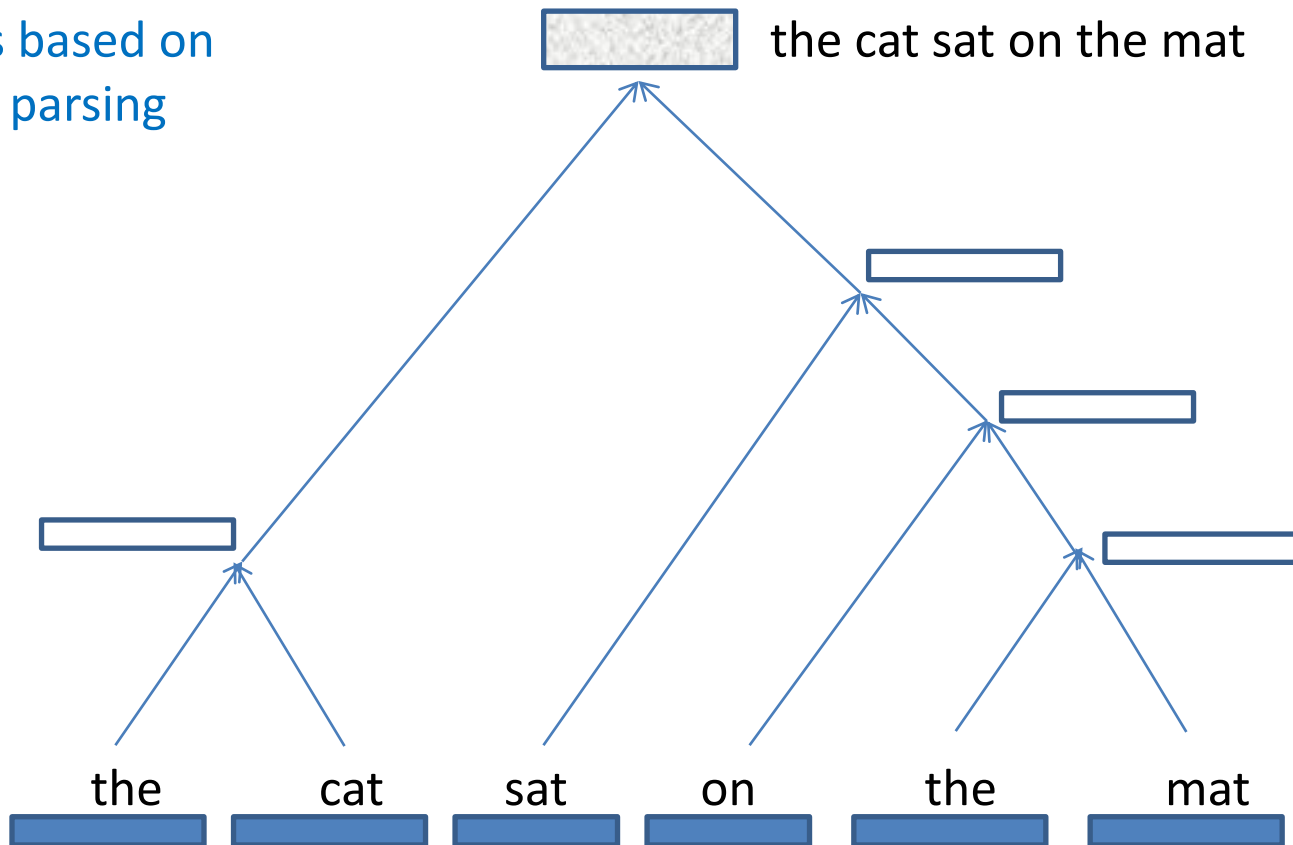 s based on
parsing
the cat sat on the mat
the cat sat on the mat